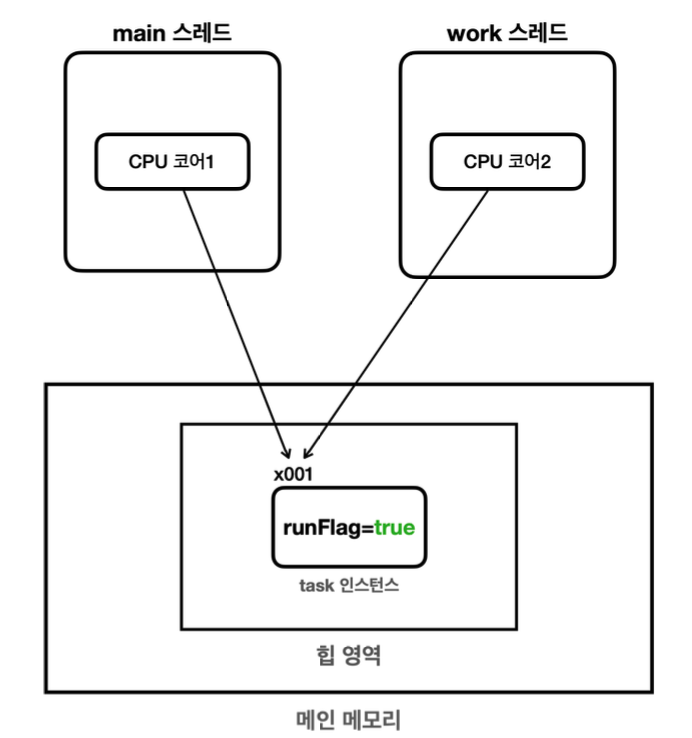 main 스레드
work 스레드
CPU 코어1
CPU 코어2
x001
runFlag=true
task 인스턴스
힙 영역
메인 메모리